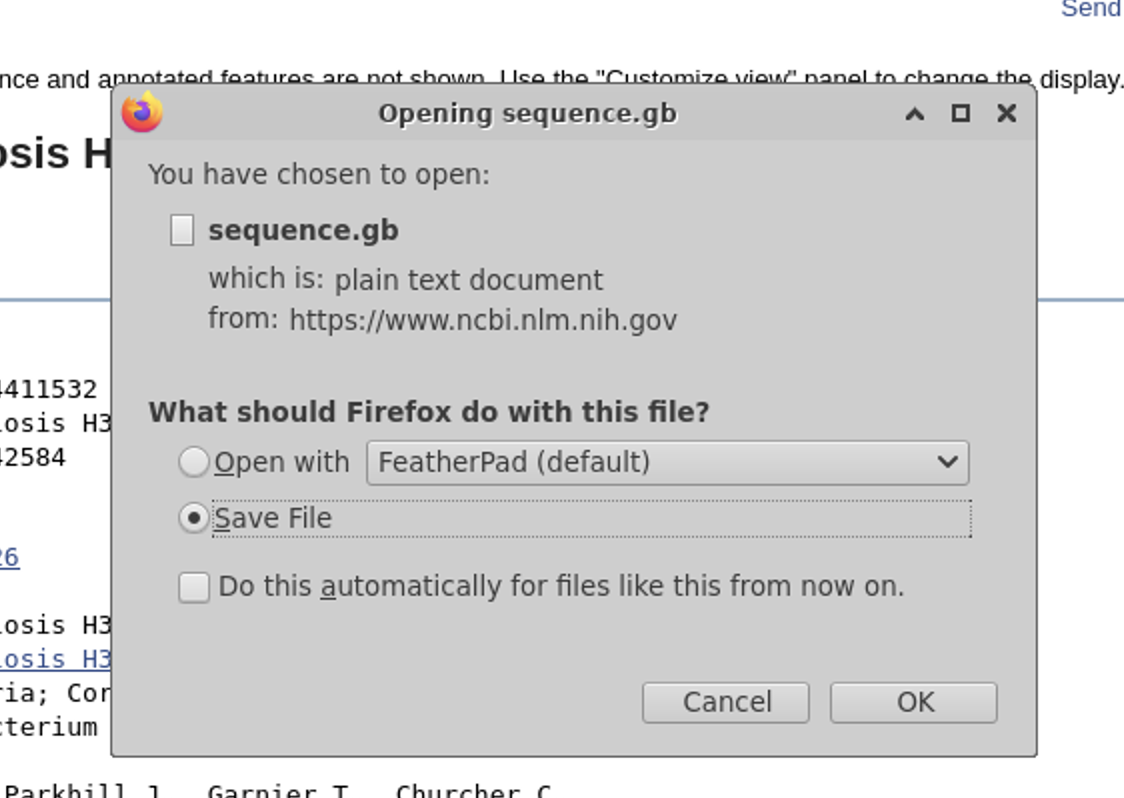 Send
nce and annotated features are not shown. Use the "Customize view" panel to change the display.
Opening sequence.gb
osis H
You have chosen to open:
sequence.gb
which is: plain text document
from: https://www.ncbi.nlm.nih.gov
4411532
losis H3
What should Firefox do with this file?
42584
Open with FeatherPad (default)
Save File
26
Do this automatically for files like this from now on.
losis H3
losis H3
ria; Cor
cterium
Cancel OK
Parkhill,J., Garnier,T., Churcher,C.